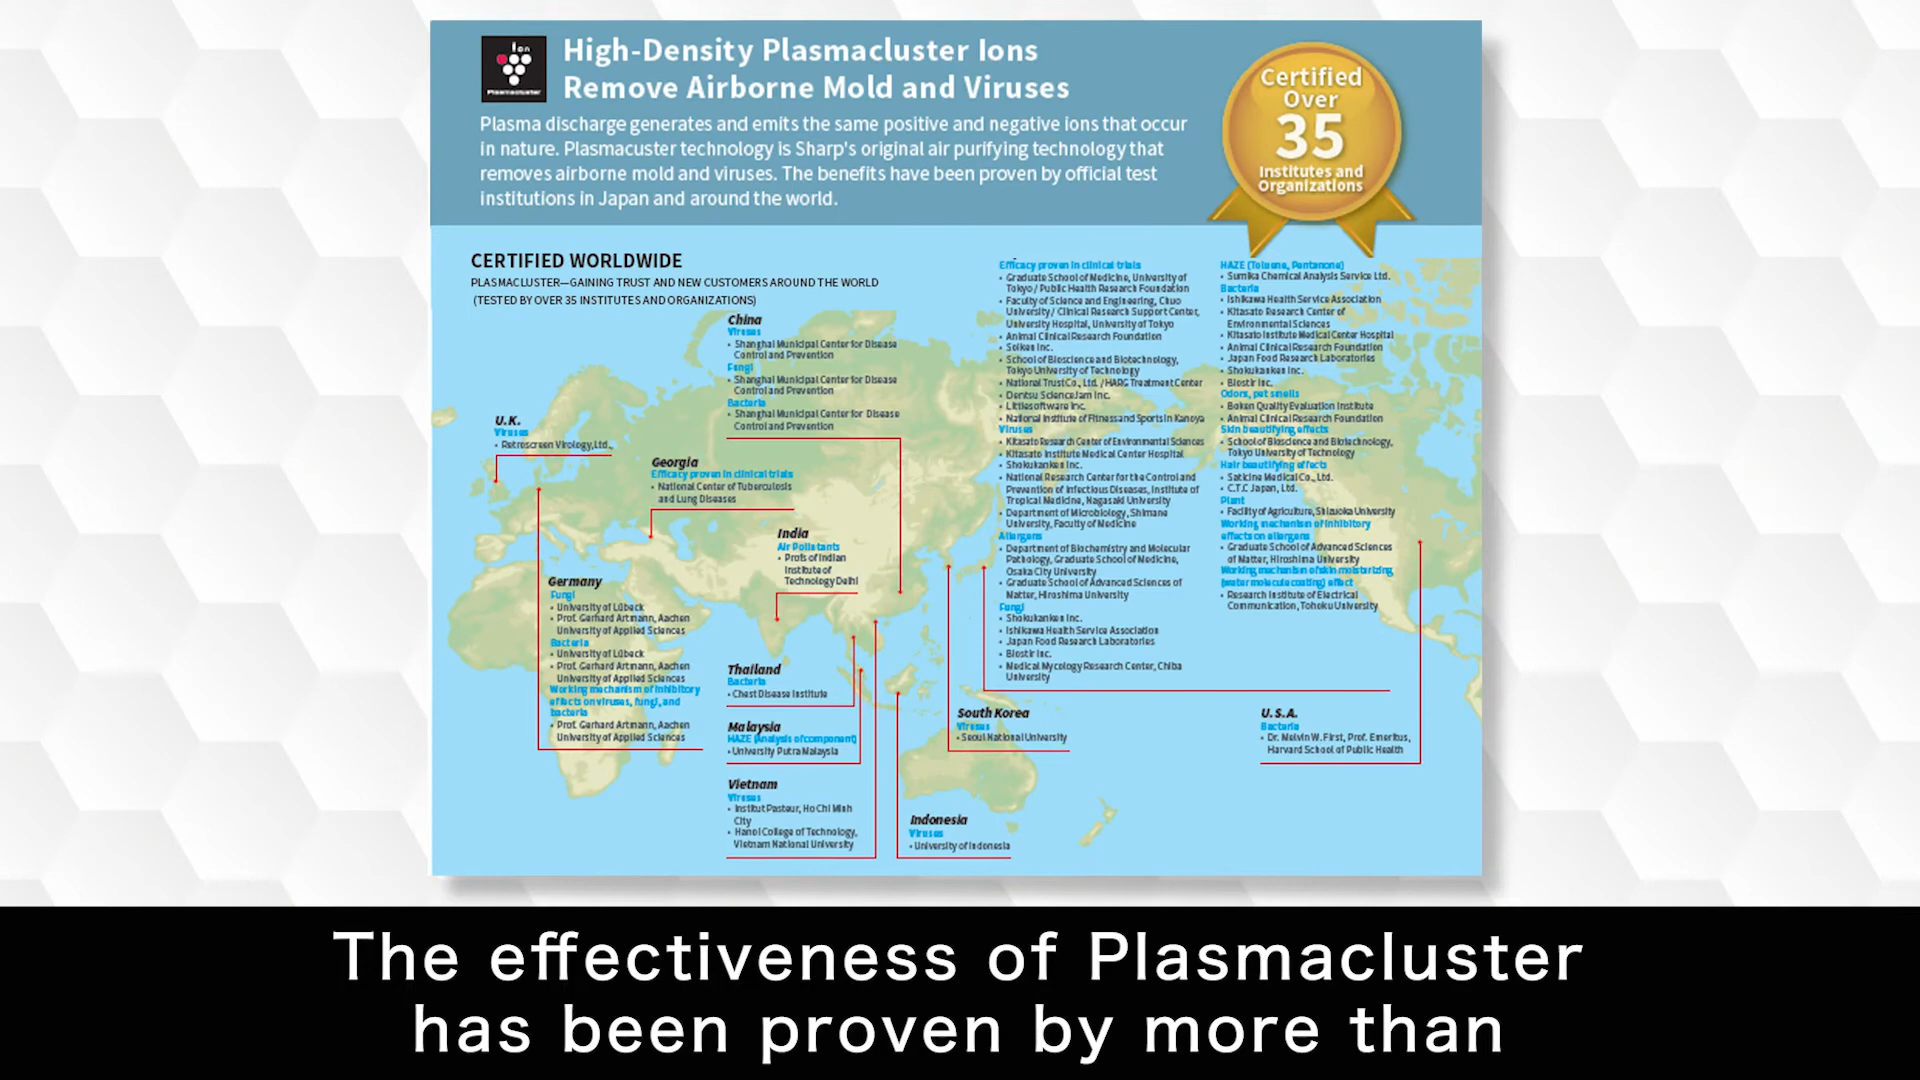 Ion
Plasmacluster
High-Density Plasmacluster Ions
Remove Airborne Mold and Viruses
Plasma discharge generates and emits the same positive and negative ions that occur
in nature. Plasmacuster technology is Sharp's original air purifying technology that
removes airborne mold and viruses. The benefits have been proven by official test
institutions in Japan and around the world.
Certified
Over
35
Institutes and
Organizations
CERTIFIED WORLDWIDE
PLASMACLUSTER—GAINING TRUST AND NEW CUSTOMERS AROUND THE WORLD
(TESTED BY OVER 35 INSTITUTES AND ORGANIZATIONS)
China
Viruses
• Shanghai Municipal Center for Disease
Control and Prevention
Fungi
• Shanghai Municipal Center for Disease
Control and Prevention
Bacteria
• Shanghai Municipal Center for Disease
Control and Prevention
U.K.
Viruses
• Retroscreen Virology,Ltd.,
Georgia
Efficacy proven in clinical trials
• National Center of Tuberculosis
and Lung Diseases
India
Air Pollutants
• Profs of Indian
Institute of
Technology Delhi
Germany
Fungi
• University of Lübeck
• Prof. Gerhard Artmann, Aachen
University of Applied Sciences
Bacteria
• University of Lübeck
• Prof. Gerhard Artmann, Aachen
University of Applied Sciences
Working mechanism of inhibitory
effects on viruses, fungi, and
bacteria
• Prof. Gerhard Artmann, Aachen
University of Applied Sciences
Thailand
Bacteria
• Chest Disease Institute
Malaysia
HAZE (Analysis of component)
• University Putra Malaysia
Vietnam
Viruses
• Institut Pasteur, Ho Chi Minh
City
• Hanoi College of Technology,
Vietnam National University
Efficacy proven in clinical trials
• Graduate School of Medicine, University of
Tokyo / Public Health Research Foundation
• Faculty of Science and Engineering, Chuo
University / Clinical Research Support Center,
University Hospital, University of Tokyo
• Animal Clinical Research Foundation
• Soiken Inc.
• School of Bioscience and Biotechnology,
Tokyo University of Technology
• National Trust Co., Ltd. / HARG Treatment Center
• Dentsu ScienceJam Inc.
• Littlesoftware Inc.
• National Institute of Fitness and Sports in Kanoya
Viruses
• Kitasato Research Center of Environmental Sciences
• Kitasato Institute Medical Center Hospital
• Shokukanken Inc.
• National Research Center for the Control and
Prevention of Infectious Diseases, Institute of
Tropical Medicine, Nagasaki University
• Department of Microbiology, Shimane
University, Faculty of Medicine
Allergens
• Department of Biochemistry and Molecular
Pathology, Graduate School of Medicine,
Osaka City University
• Graduate School of Advanced Sciences of
Matter, Hiroshima University
Fungi
• Shokukanken Inc.
• Ishikawa Health Service Association
• Japan Food Research Laboratories
• Biostir Inc.
• Medical Mycology Research Center, Chiba
University
HAZE (Toluene, Pentanone)
• Sumika Chemical Analysis Service Ltd.
Bacteria
• Ishikawa Health Service Association
• Kitasato Research Center of
Environmental Sciences
• Kitasato Institute Medical Center Hospital
• Animal Clinical Research Foundation
• Japan Food Research Laboratories
• Shokukanken Inc.
• Biostir Inc.
Odors, pet smells
• Boken Quality Evaluation Institute
• Animal Clinical Research Foundation
Skin beautifying effects
• School of Bioscience and Biotechnology,
Tokyo University of Technology
Hair beautifying effects
• Saticine Medical Co., Ltd.
• C.T.C Japan, Ltd.
Plant
• Facility of Agriculture, Shizuoka University
Working mechanism of inhibitory
effects on allergens
• Graduate School of Advanced Sciences
of Matter, Hiroshima University
Working mechanism of skin moisturizing
(water molecule coating) effect
• Research Institute of Electrical
Communication, Tohoku University
South Korea
Viruses
• Seoul National University
U.S.A.
Bacteria
• Dr. Melvin W. First, Prof. Emeritus,
Harvard School of Public Health
Indonesia
Viruses
• University of Indonesia
The effectiveness of Plasmacluster
has been proven by more than